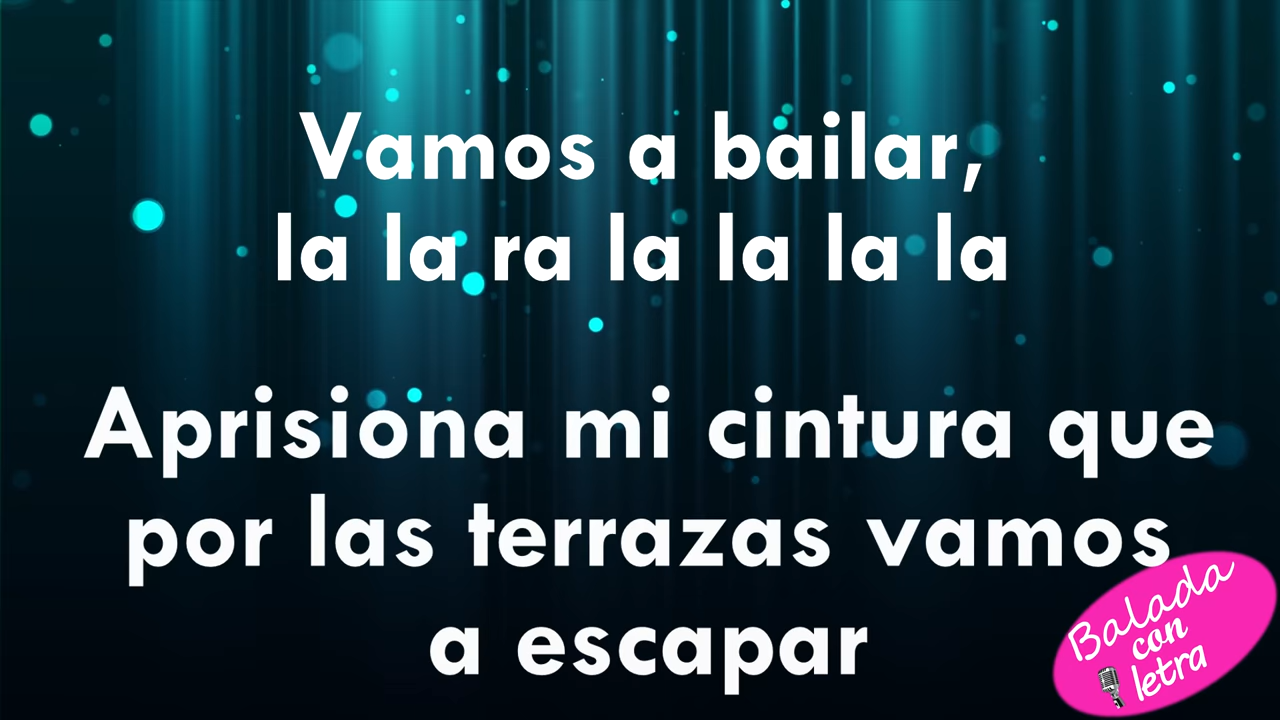 Vamos a bailar,
la la ra la la la la
Aprisiona mi cintura que
por las terrazas vamos
a escapar
Balada
con
letra